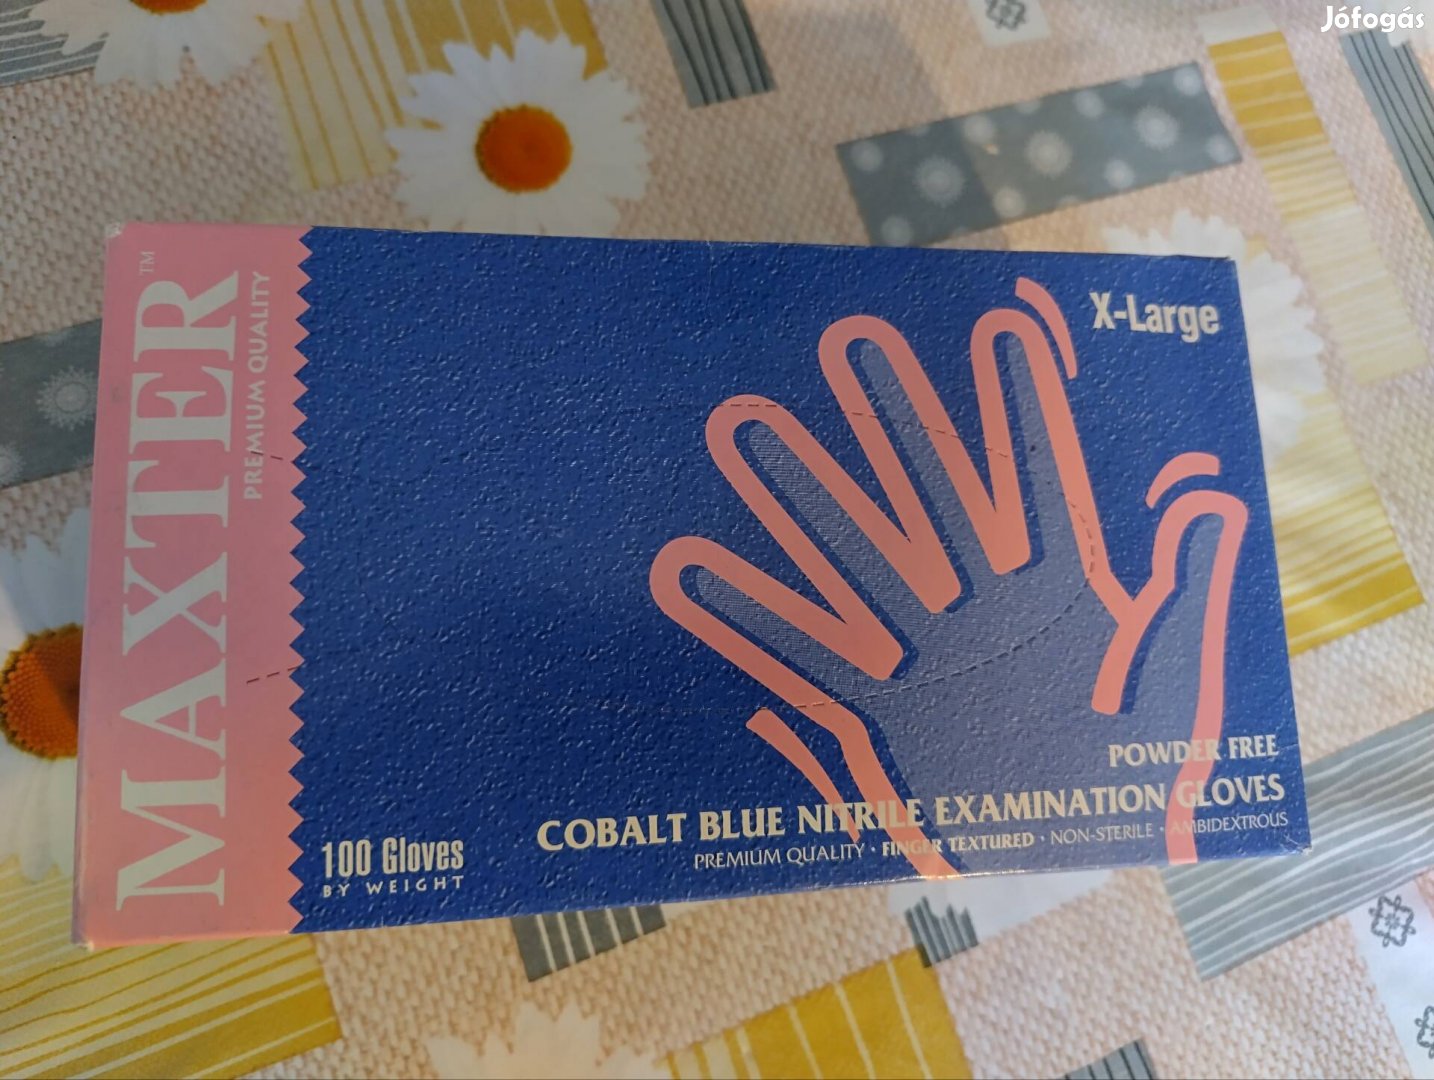 Jófogás
MAXTER™
PREMIUM QUALITY
X-Large
POWDER FREE
COBALT BLUE NITRILE EXAMINATION GLOVES
PREMIUM QUALITY • FINGER TEXTURED • NON-STERILE • AMBIDEXTROUS
100 Gloves
BY WEIGHT